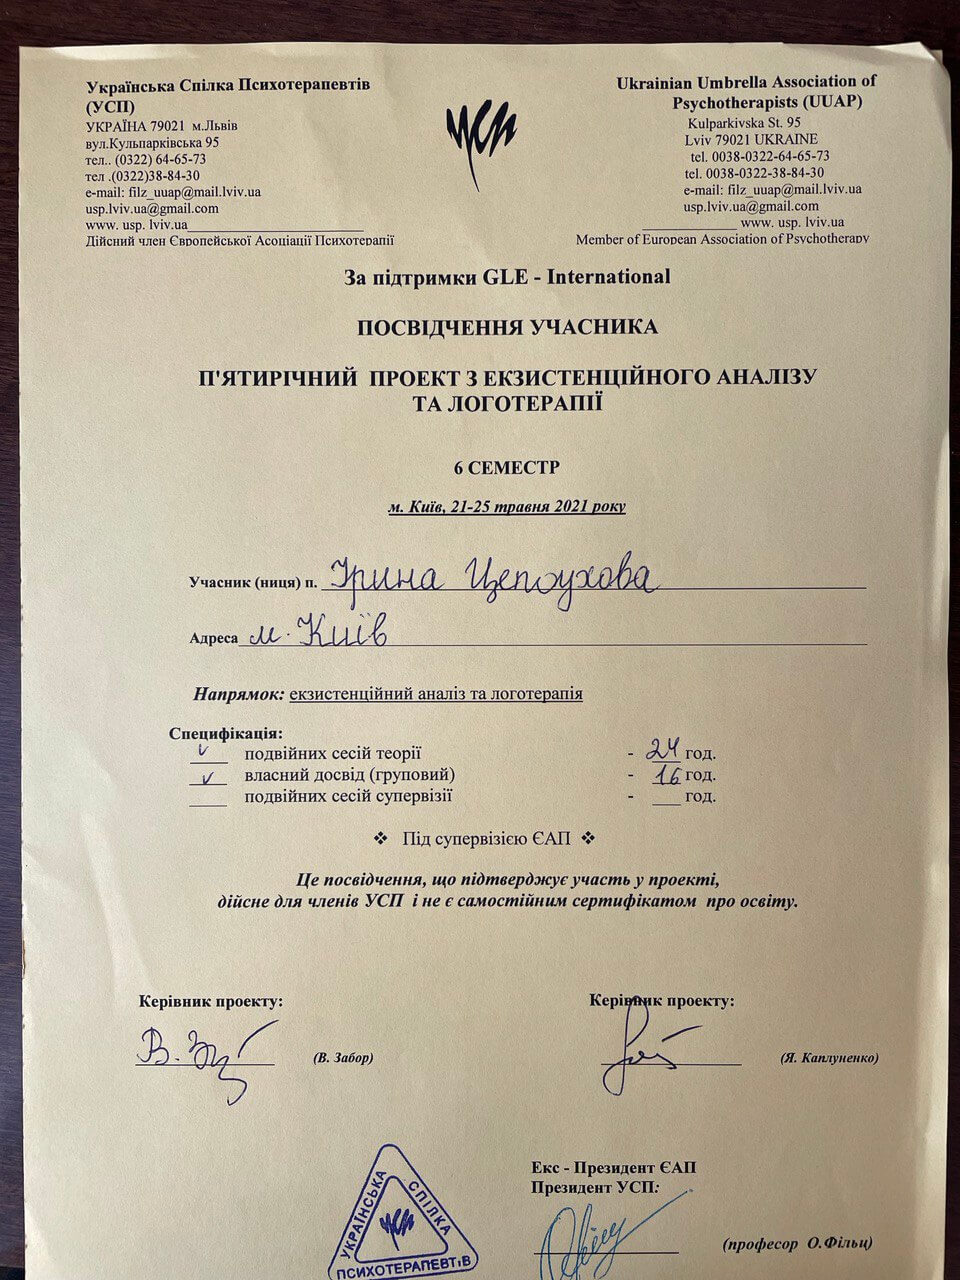 Українська Спілка Психотерапевтів
(УСП)
УКРАЇНА 79021 м.Львів
вул.Кульпарківська 95
тел.. (0322) 64-65-73
тел .(0322)38-84-30
e-mail: filz_uuap@mail.lviv.ua
usp.lviv.ua@gmail.com
www. usp. lviv.ua
Дійсний член Європейської Асоціації Психотерапії
усп
Ukrainian Umbrella Association of
Psychotherapists (UUAP)
Kulparkivska St. 95
Lviv 79021 UKRAINE
tel. 0038-0322-64-65-73
tel. 0038-0322-38-84-30
e-mail: filz_uuap@mail.lviv.ua
usp.lviv.ua@gmail.com
www. usp. lviv.ua
Member of European Association of Psychotherapy
За підтримки GLE - International
ПОСВІДЧЕННЯ УЧАСНИКА
П'ЯТИРІЧНИЙ ПРОЕКТ З ЕКЗИСТЕНЦІЙНОГО АНАЛІЗУ
ТА ЛОГОТЕРАПІЇ
6 СЕМЕСТР
м. Київ, 21-25 травня 2021 року
Учасник (ниця) п. Ірина Цепоухова
Адреса м. Київ
Напрямок: екзистенційний аналіз та логотерапія
Специфікація:
v подвійних сесій теорії - 24 год.
v власний досвід (груповий) - 16 год.
подвійних сесій супервізії - ___ год.
❖ Під супервізією ЄАП ❖
Це посвідчення, що підтверджує участь у проекті,
дійсне для членів УСП і не є самостійним сертифікатом про освіту.
Керівник проекту:
(В. Забор)
Керівник проекту:
(Я. Каплуненко)
УКРАЇНСЬКА СПІЛКА ПСИХОТЕРАПЕВТІВ
усп
Екс - Президент ЄАП
Президент УСП:
(професор О.Фільц)